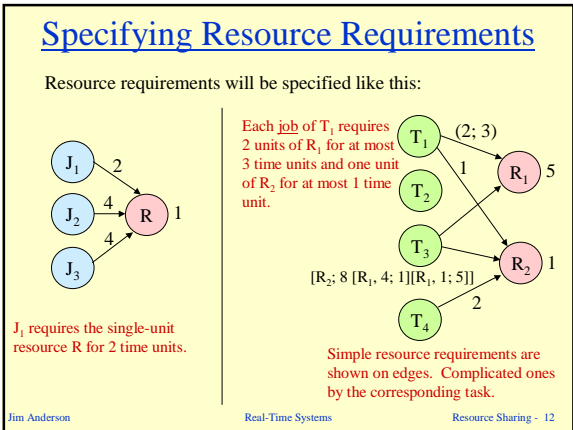 Specifying Resource Requirements
Resource requirements will be specified like this:
J1
J2
J3
2
4
4
R
1
J1 requires the single-unit
resource R for 2 time units.
Each job of T1 requires
2 units of R1 for at most
3 time units and one unit
of R2 for at most 1 time
unit.
T1
(2; 3)
1
R1
5
T2
T3
[R2; 8 [R1, 4; 1][R1, 1; 5]]
R2
1
2
T4
Simple resource requirements are
shown on edges.  Complicated ones
by the corresponding task.
Jim Anderson
Real-Time Systems
Resource Sharing - 12